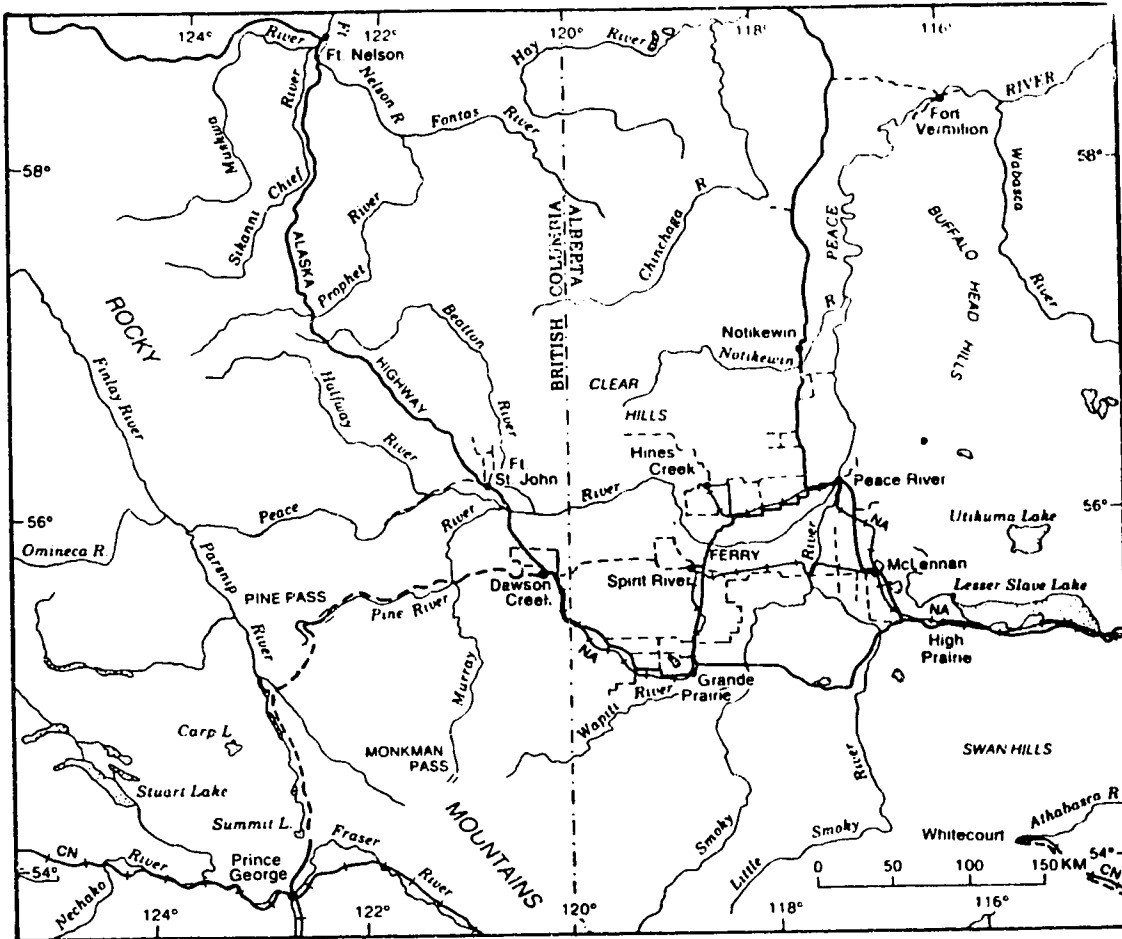 124°
122°
120°
118°
116°
River
Ft
Ft. Nelson
Hay River
RIVER
Fort
Vermilion
Nelson R
Fontas River
River
Muskwa
58°
58°
Wabasca
Sikanni Chief
River
Chinchaga R
BRITISH COLUMBIA
ALBERTA
PEACE
R
BUFFALO HEAD HILLS
ALASKA
Prophet
River
ROCKY
Beatton
River
Notikewin
Notikewin
Finlay River
HIGHWAY
Halfway
River
CLEAR
HILLS
Hines
Creek
Ft.
St. John
Peace River
Peace
River
56°
56°
River
River
NA
Utikuma Lake
Omineca R.
Parsnip
River
FERRY
McLennan
PINE PASS
Dawson
Creek
Spirit River
Lesser Slave Lake
Pine River
NA
NA
High
Prairie
Murray
Grande
Prairie
Wapiti River
Carp L
MONKMAN
PASS
River
SWAN HILLS
Stuart Lake
MOUNTAINS
Athabasca R
Summit L.
Smoky
Little Smoky
Whitecourt
CN
River
Prince
George
Fraser
River
54°
54°
0 50 100 150 KM
CN
Nechako
124°
122°
120°
118°
116°